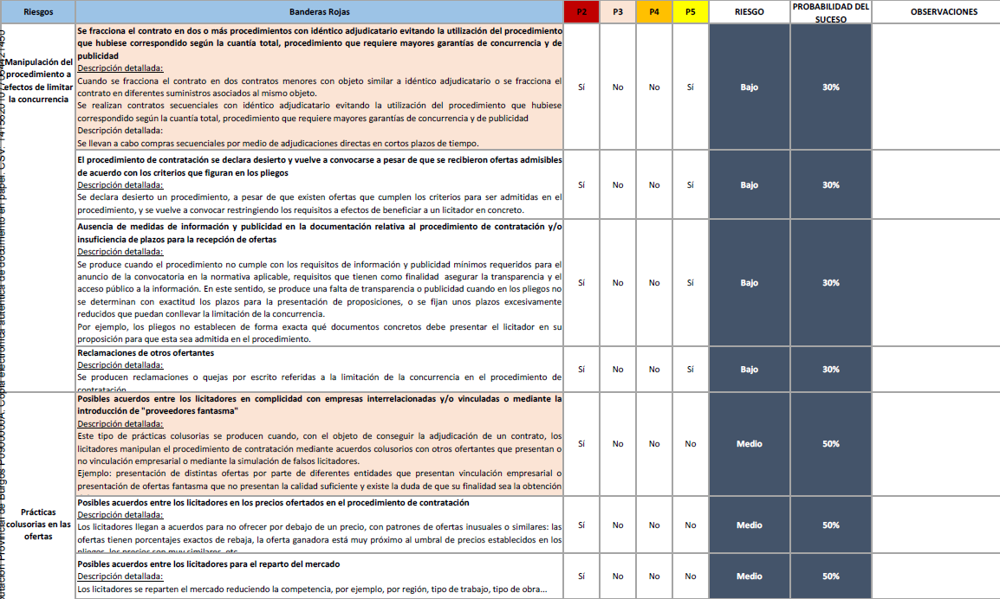 Riesgos Banderas Rojas P2 P3 P4 P5 RIESGO PROBABILIDAD DEL SUCESO OBSERVACIONES
Manipulación del
procedimiento a
efectos de limitar
la concurrencia
Se fracciona el contrato en dos o más procedimientos con idéntico adjudicatario evitando la utilización del procedimiento
que hubiese correspondido según la cuantía total, procedimiento que requiere mayores garantías de concurrencia y de
publicidad
Descripción detallada:
Cuando se fracciona el contrato en dos contratos menores con objeto similar a idéntico adjudicatario o se fracciona el
contrato en diferentes suministros asociados al mismo objeto.
Se realizan contratos secuenciales con idéntico adjudicatario evitando la utilización del procedimiento que hubiese
correspondido según la cuantía total, procedimiento que requiere mayores garantías de concurrencia y de publicidad
Descripción detallada:
Se llevan a cabo compras secuenciales por medio de adjudicaciones directas en cortos plazos de tiempo.
Sí No No Sí Bajo 30%
El procedimiento de contratación se declara desierto y vuelve a convocarse a pesar de que se recibieron ofertas admisibles
de acuerdo con los criterios que figuran en los pliegos
Descripción detallada:
Se declara desierto un procedimiento, a pesar de que existen ofertas que cumplen los criterios para ser admitidas en el
procedimiento, y se vuelve a convocar restringiendo los requisitos a efectos de beneficiar a un licitador en concreto.
Sí No No Sí Bajo 30%
Ausencia de medidas de información y publicidad en la documentación relativa al procedimiento de contratación y/o
insuficiencia de plazos para la recepción de ofertas
Descripción detallada:
Se produce cuando el procedimiento no cumple con los requisitos de información y publicidad mínimos requeridos para el
anuncio de la convocatoria en la normativa aplicable, requisitos que tienen como finalidad asegurar la transparencia y el
acceso público a la información. En este sentido, se produce una falta de transparencia o publicidad cuando en los pliegos no
se determinan con exactitud los plazos para la presentación de proposiciones, o se fijan unos plazos excesivamente
reducidos que puedan conllevar la limitación de la concurrencia.
Por ejemplo, los pliegos no establecen de forma exacta qué documentos concretos debe presentar el licitador en su
proposición para que esta sea admitida en el procedimiento.
Sí No No Sí Bajo 30%
Reclamaciones de otros ofertantes
Descripción detallada:
Se producen reclamaciones o quejas por escrito referidas a la limitación de la concurrencia en el procedimiento de
contratación.
Sí No No Sí Bajo 30%
Prácticas
colusorias en las
ofertas
Posibles acuerdos entre los licitadores en complicidad con empresas interrelacionadas y/o vinculadas o mediante la
introducción de "proveedores fantasma"
Descripción detallada:
Este tipo de prácticas colusorias se producen cuando, con el objeto de conseguir la adjudicación de un contrato, los
licitadores manipulan el procedimiento de contratación mediante acuerdos colusorios con otros ofertantes que presentan o
no vinculación empresarial o mediante la simulación de falsos licitadores.
Ejemplo: presentación de distintas ofertas por parte de diferentes entidades que presentan vinculación empresarial o
presentación de ofertas fantasma que no presentan la calidad suficiente y existe la duda de que su finalidad sea la obtención
Sí No No No Medio 50%
Posibles acuerdos entre los licitadores en los precios ofertados en el procedimiento de contratación
Descripción detallada:
Los licitadores llegan a acuerdos para no ofrecer por debajo de un precio, con patrones de ofertas inusuales o similares: las
ofertas tienen porcentajes exactos de rebaja, la oferta ganadora está muy próximo al umbral de precios establecidos en los
pliegos, los precios son muy similares, etc.
Sí No No No Medio 50%
Posibles acuerdos entre los licitadores para el reparto del mercado
Descripción detallada:
Los licitadores se reparten el mercado reduciendo la competencia, por ejemplo, por región, tipo de trabajo, tipo de obra...
Sí No No No Medio 50%
Provincial de Burgos P0900000A. Copia electrónica auténtica de documento en papel. CSV: